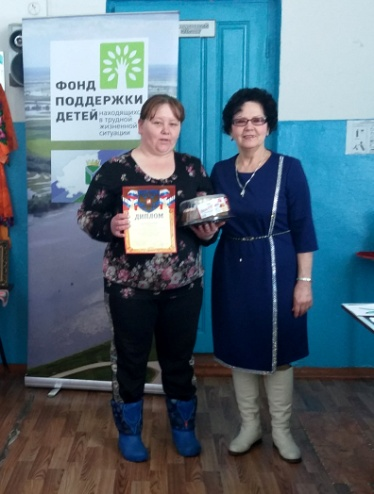 ФОНД
ПОДДЕРЖКИ
ДЕТЕЙ
находящихся
в трудной
жизненной
ситуации
ДИПЛОМ